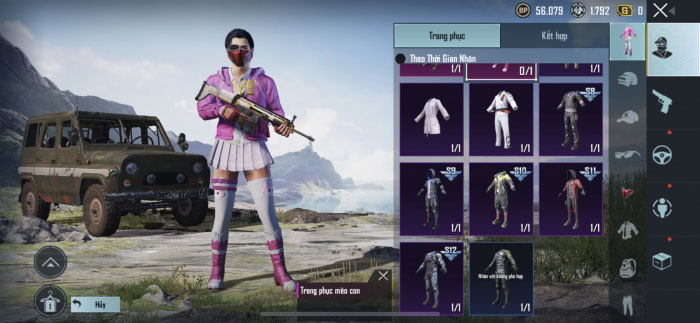 BP 56.079 1.792 G 0
Trang phục
Kết hợp
Theo Thời Gian Nhận
1/1
0/1
1/1
1/1
1/1
S8
1/1
S9
1/1
S10
1/1
S11
1/1
S12
1/1
Nhân vật không phù hợp
1/1
Trang phục mèo con
1
Hủy